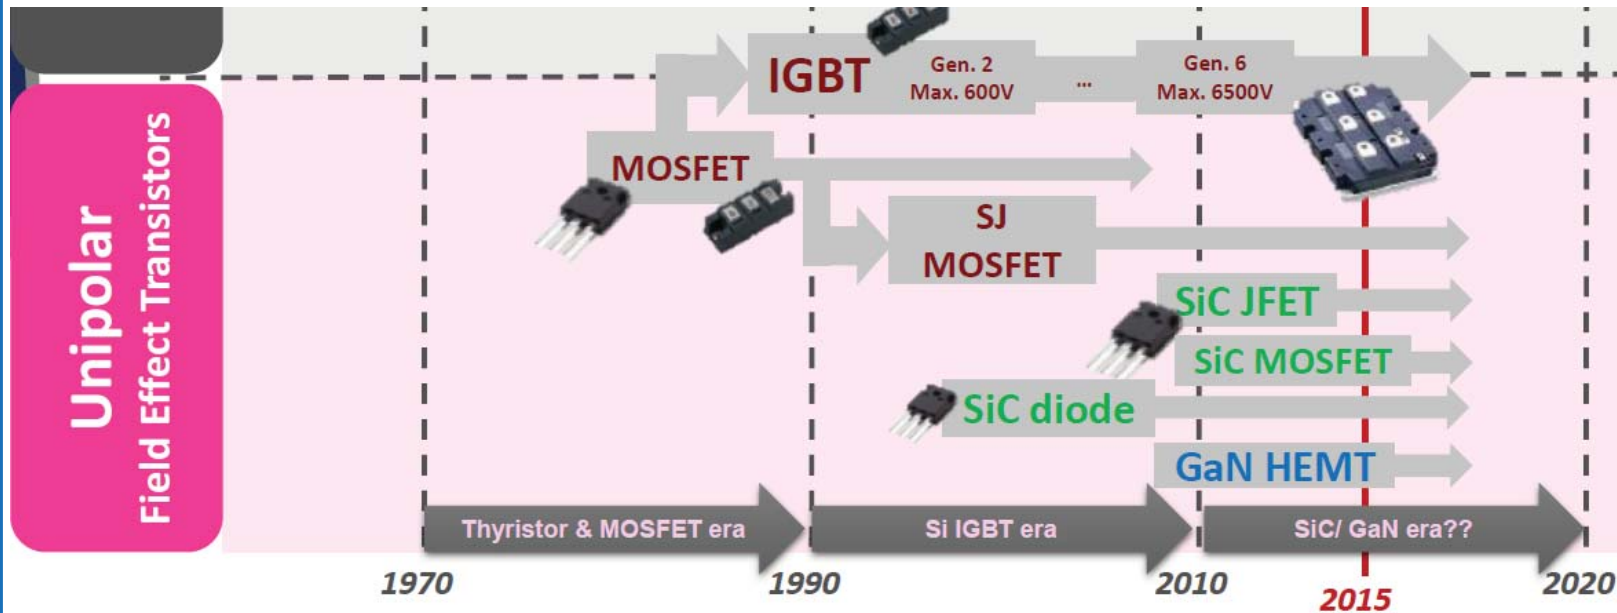 Unipolar
Field Effect Transistors
IGBT
Gen. 2
Max. 600V
...
Gen. 6
Max. 6500V
MOSFET
SJ
MOSFET
SiC JFET
SiC MOSFET
SiC diode
GaN HEMT
Thyristor & MOSFET era
Si IGBT era
SiC/ GaN era??
1970
1990
2010
2015
2020